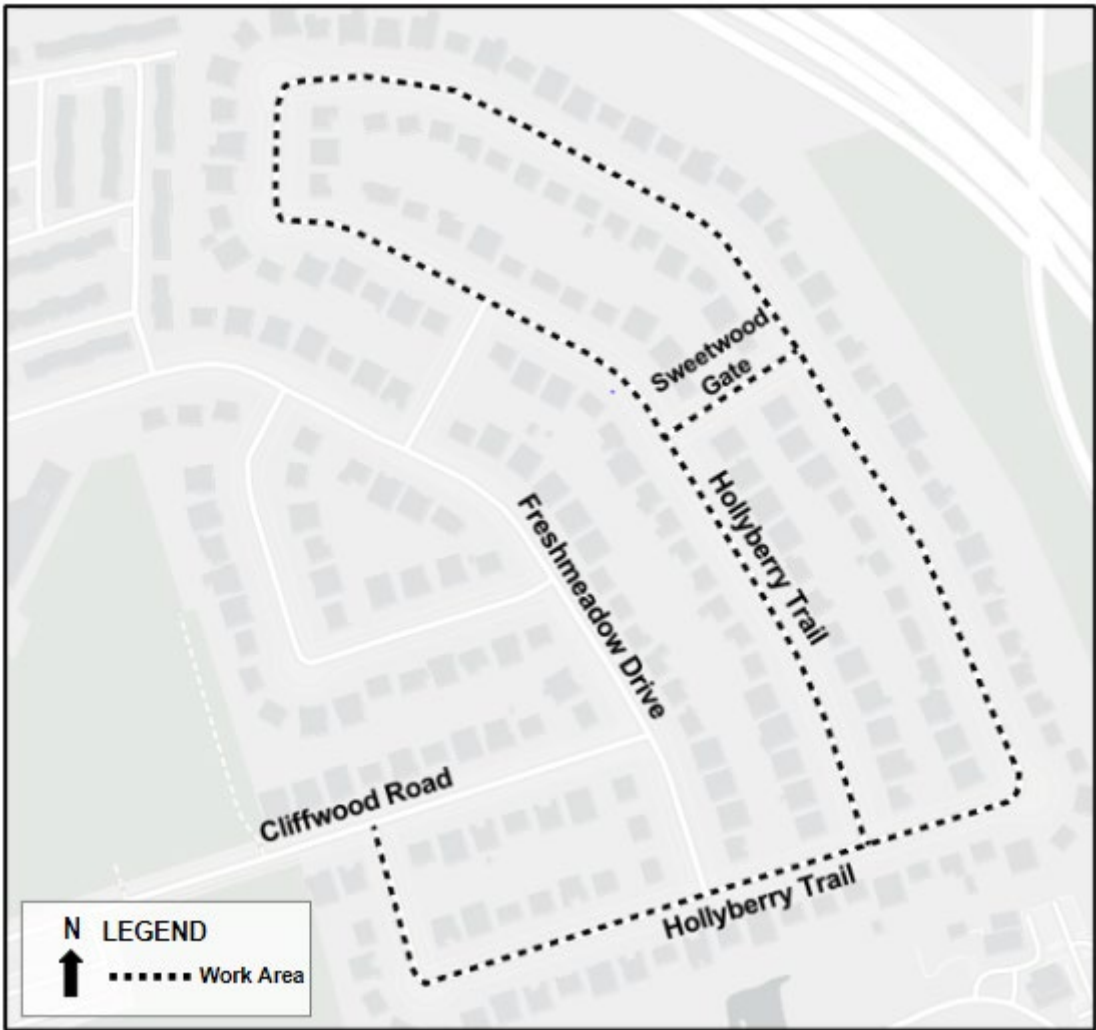 Sweetwood
Gate
Hollyberry Trail
Freshmeadow Drive
Cliffwood Road
Hollyberry Trail
N LEGEND
Work Area